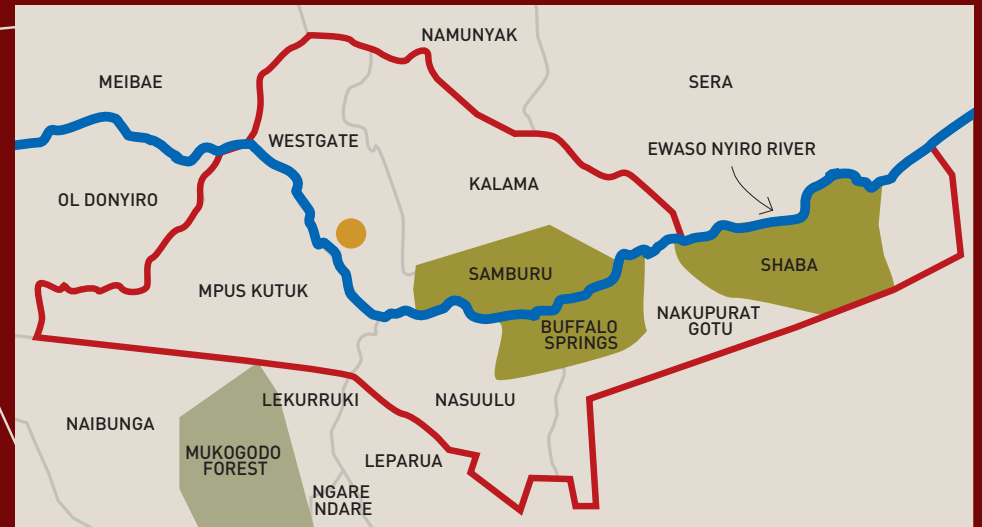 NAMUNYAK
MEIBAE
SERA
WESTGATE
EWASO NYIRO RIVER
KALAMA
OL DONYIRO
SAMBURU
SHABA
MPUS KUTUK
NAKUPURAT
GOTU
BUFFALO
SPRINGS
LEKURRUKI
NASUULU
NAIBUNGA
MUKOGODO
FOREST
LEPARUA
NGARE
NDARE